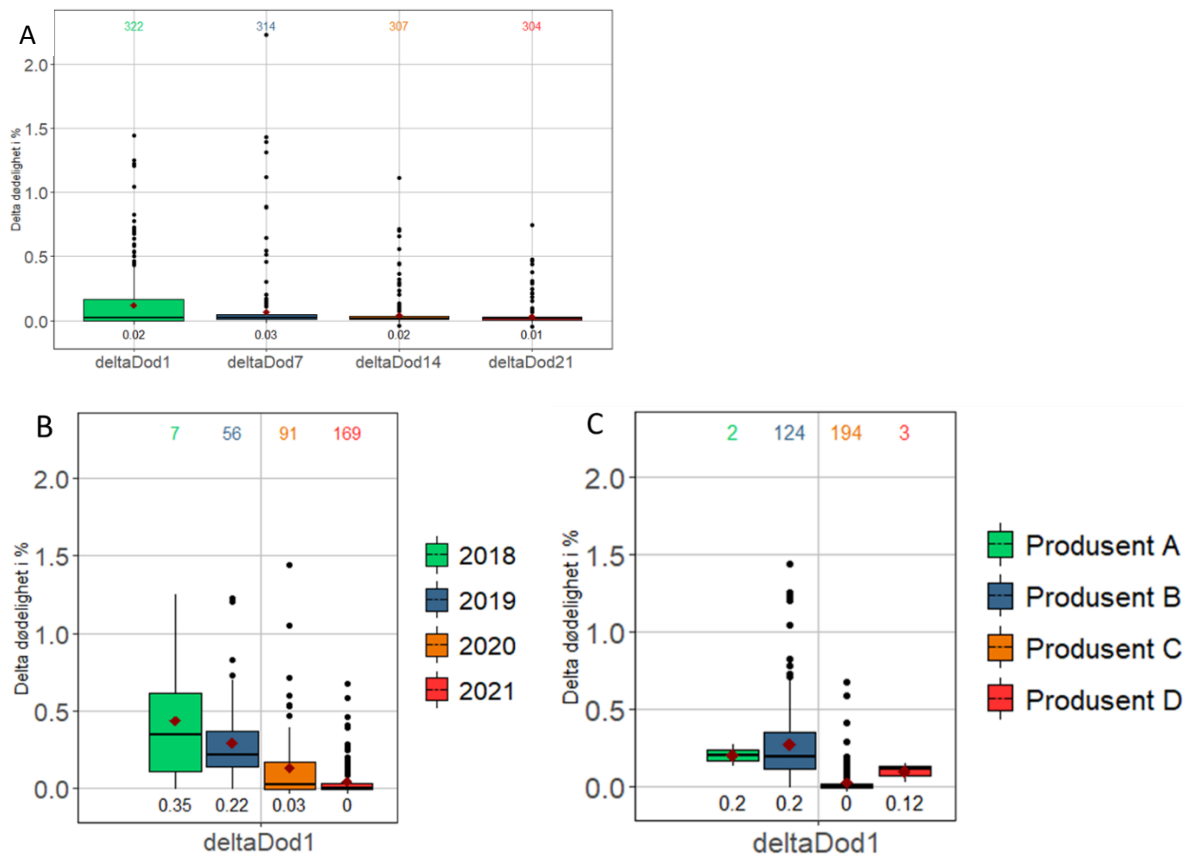 A
322 314 307 304
Delta dødelighet i %
2.0
1.5
1.0
0.5
0.0
0.02 0.03 0.02 0.01
deltaDod1 deltaDod7 deltaDod14 deltaDod21
B
7 56 91 169
Delta dødelighet i %
2.0
1.5
1.0
0.5
0.0
0.35 0.22 0.03 0
deltaDod1
2018
2019
2020
2021
C
2 124 194 3
Delta dødelighet i %
2.0
1.5
1.0
0.5
0.0
0.2 0.2 0 0.12
deltaDod1
Produsent A
Produsent B
Produsent C
Produsent D